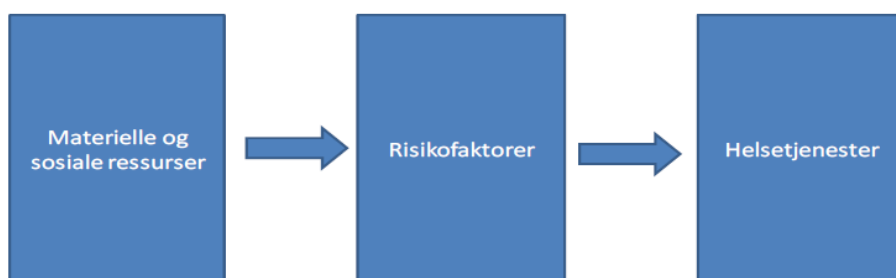 Materielle og
sosiale ressurser
Risikofaktorer
Helsetjenester